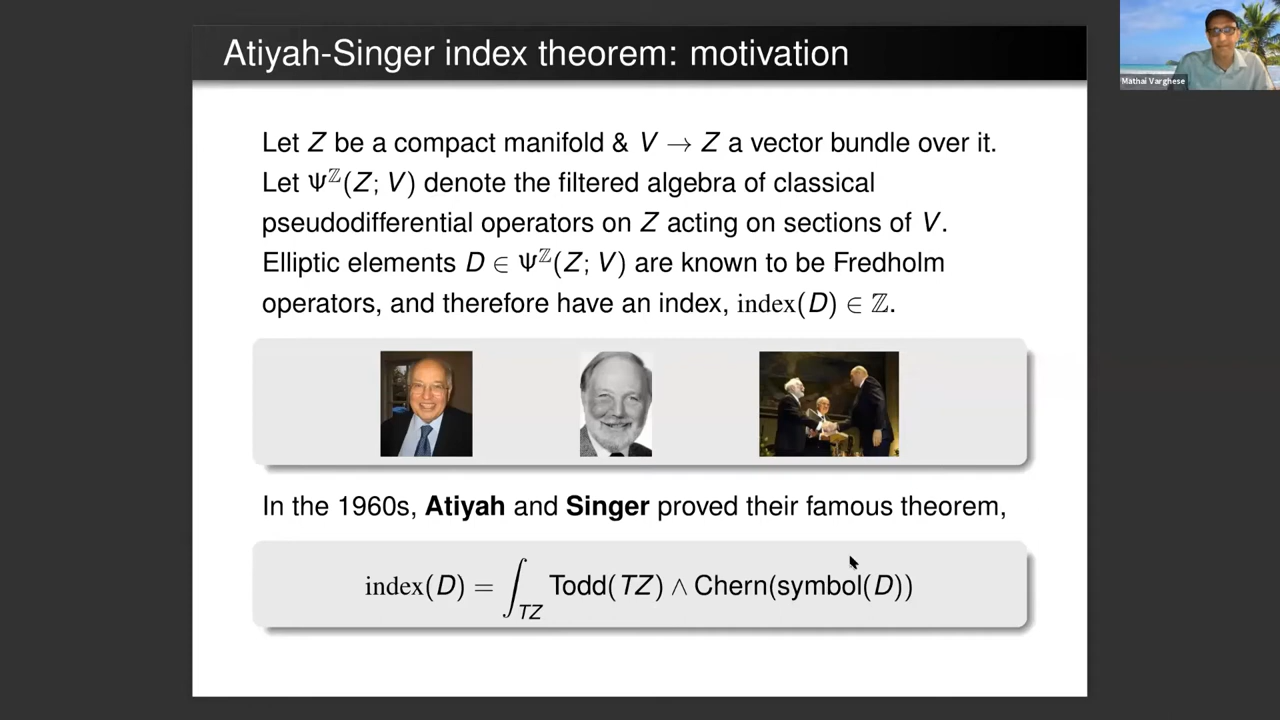 Atiyah-Singer index theorem: motivation
Mathai Varghese
Let Z be a compact manifold & V → Z a vector bundle over it.
Let Ψ^ℤ(Z; V) denote the filtered algebra of classical
pseudodifferential operators on Z acting on sections of V.
Elliptic elements D ∈ Ψ^ℤ(Z; V) are known to be Fredholm
operators, and therefore have an index, index(D) ∈ ℤ.
In the 1960s, Atiyah and Singer proved their famous theorem,
index(D) = ∫_{TZ} Todd(TZ) ∧ Chern(symbol(D))